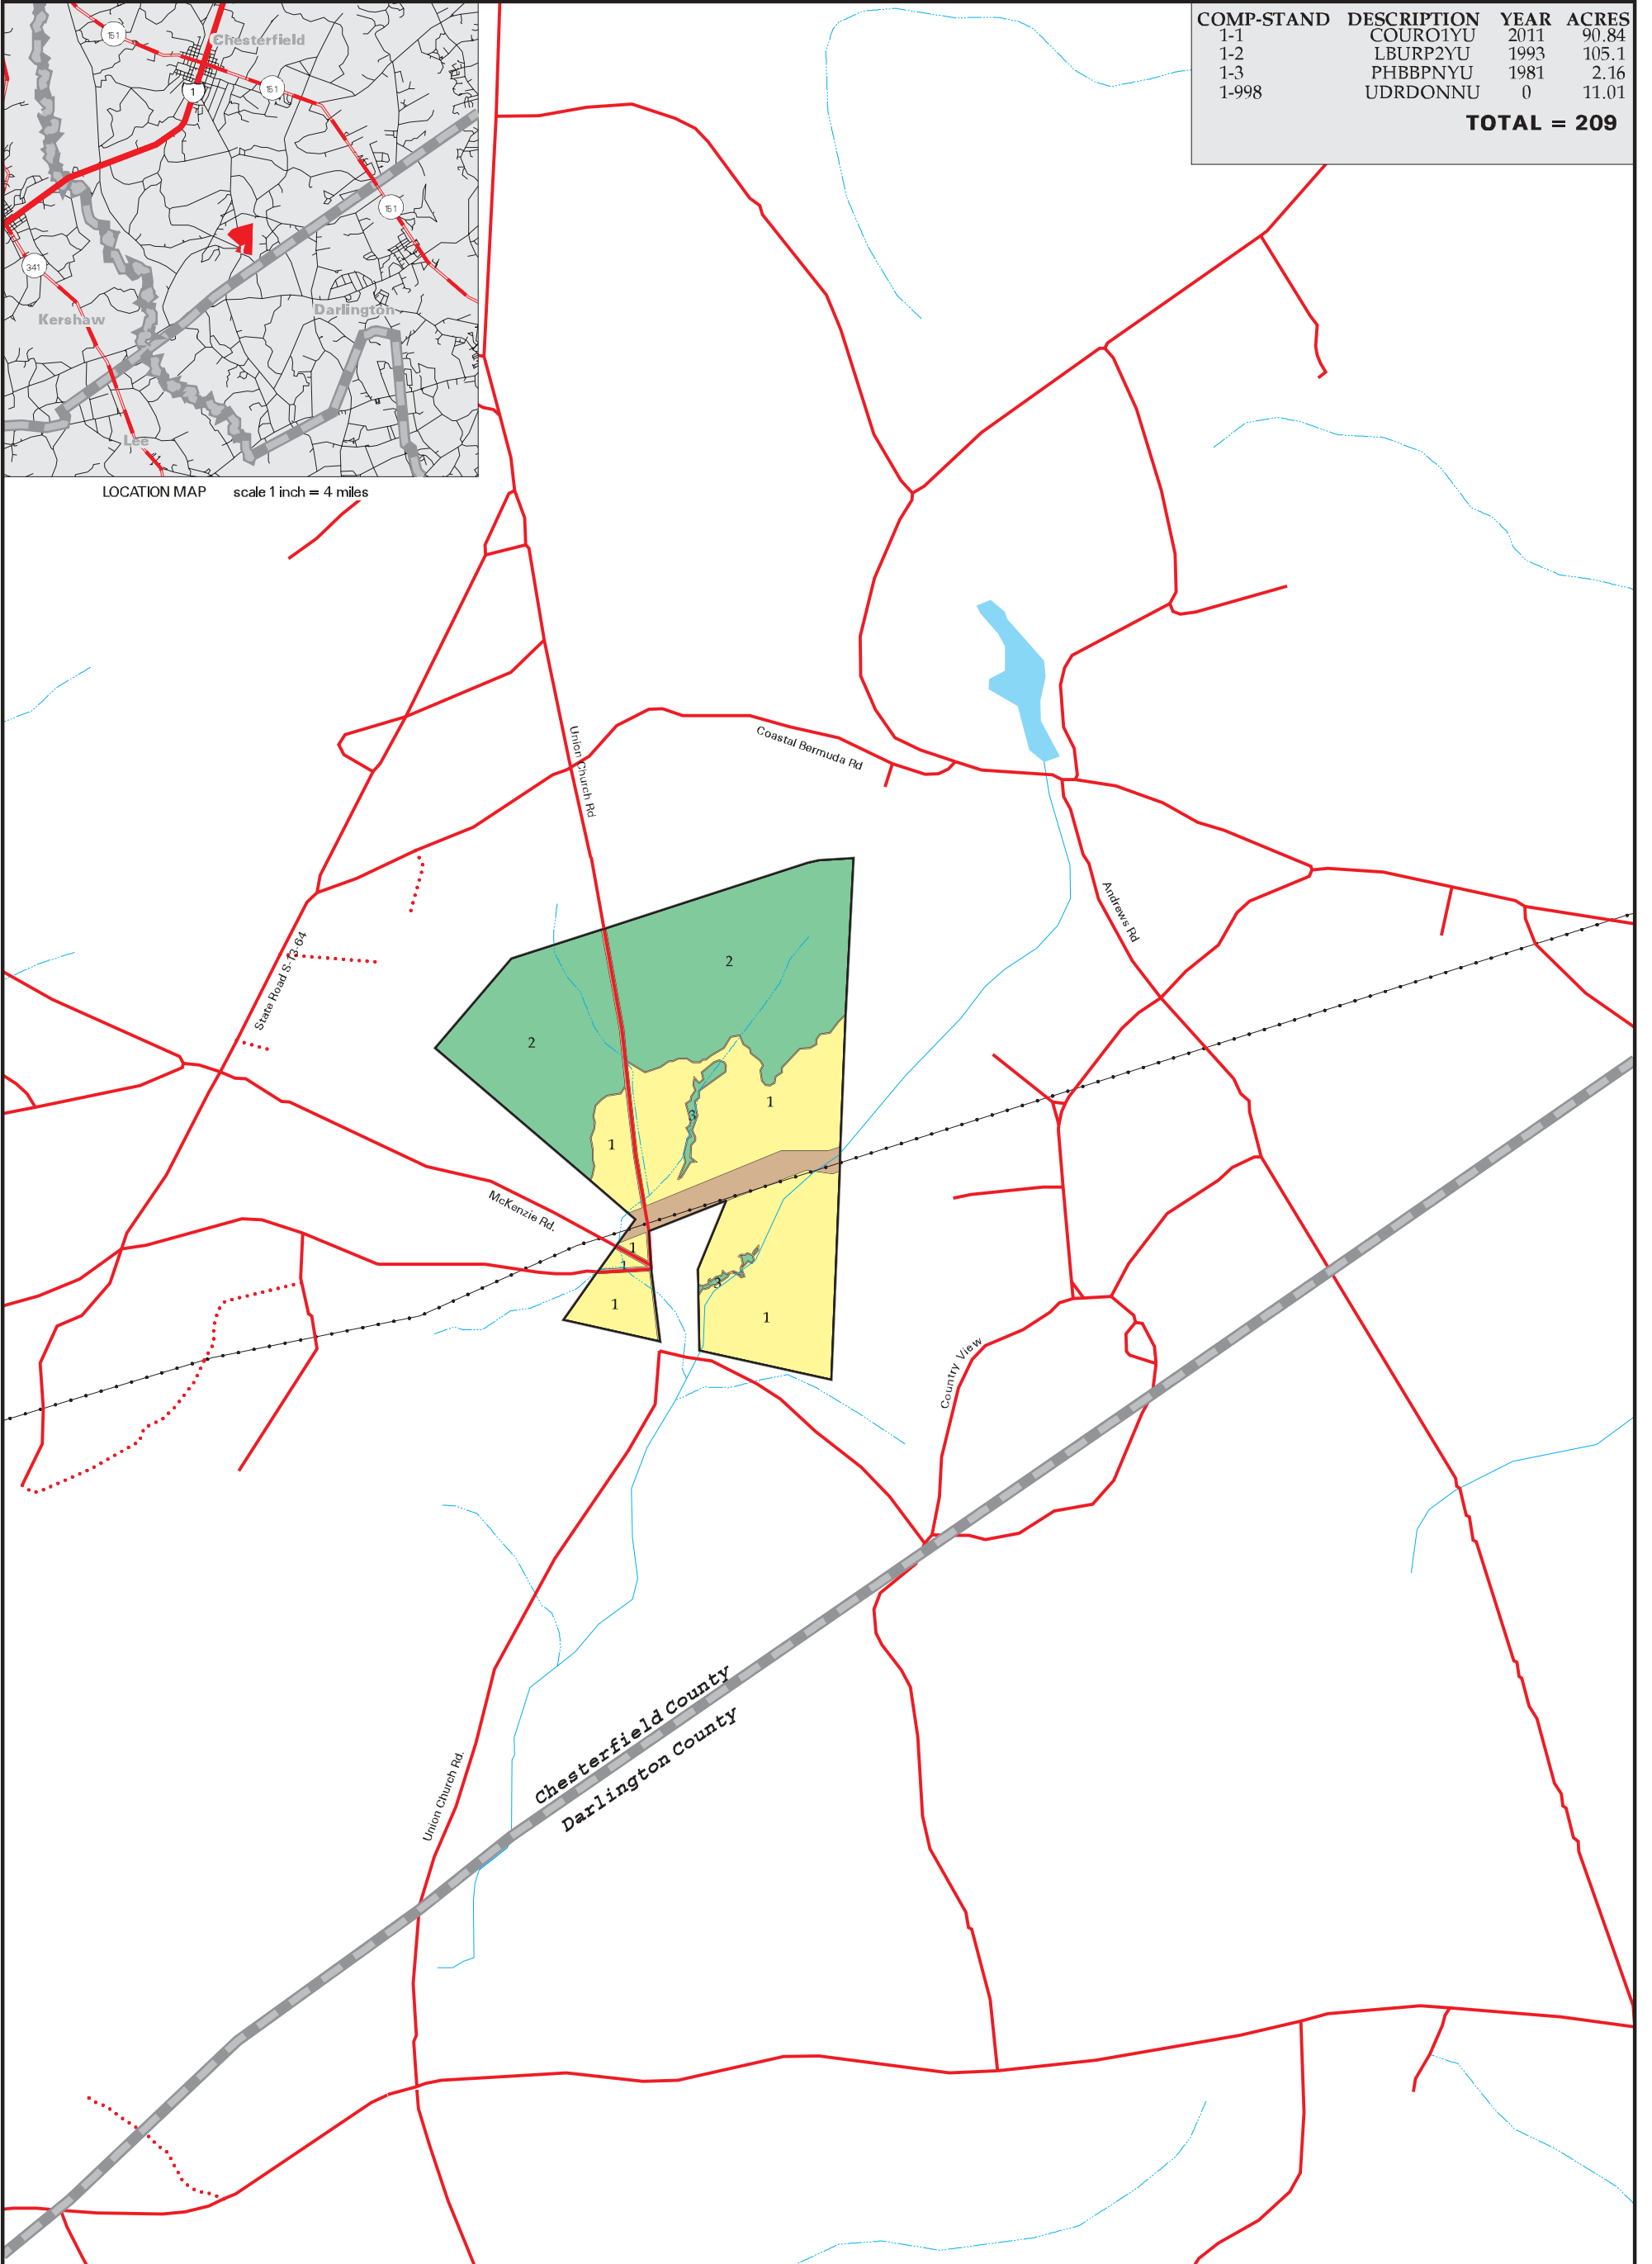 COMP-STAND DESCRIPTION YEAR ACRES
1-1 COURO1YU 2011 90.84
1-2 LBURP2YU 1993 105.1
1-3 PHBBPNYU 1981 2.16
1-998 UDRDONNU 0 11.01
TOTAL = 209
151
Chesterfield
1
151
151
341
Kershaw
Darlington
Lee
LOCATION MAP scale 1 inch = 4 miles
Union Church Rd
Coastal Bermuda Rd
Andrews Rd
State Road S-13-64
2
2
1
3
1
McKenzie Rd.
1
1
3
1
1
Country View
Chesterfield County
Darlington County
Union Church Rd.